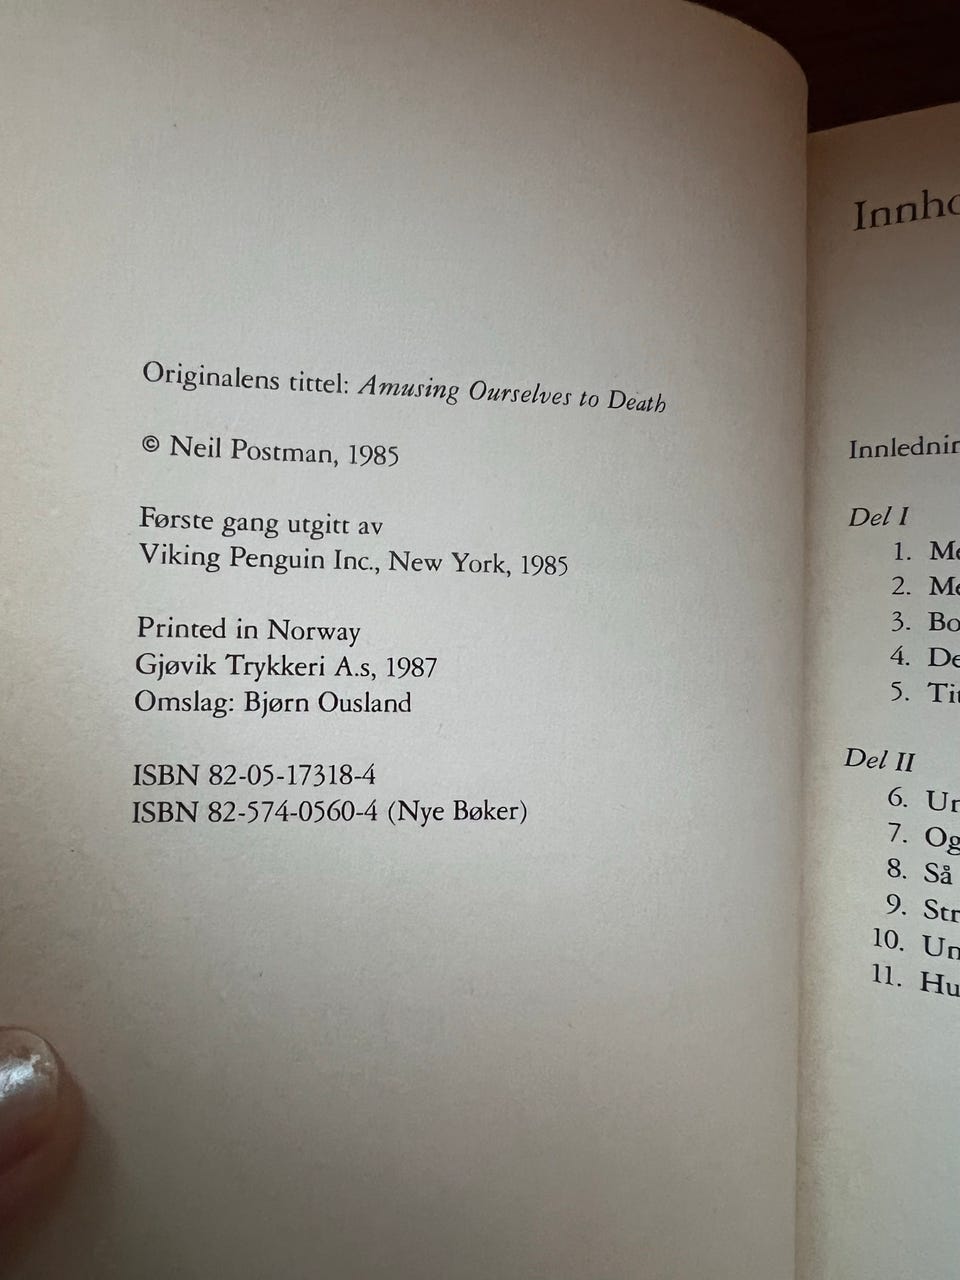 Originalens tittel: Amusing Ourselves to Death
© Neil Postman, 1985
Første gang utgitt av
Viking Penguin Inc., New York, 1985
Printed in Norway
Gjøvik Trykkeri A.s, 1987
Omslag: Bjørn Ousland
ISBN 82-05-17318-4
ISBN 82-574-0560-4 (Nye Bøker)
Del I
1.
2.
3.
4.
5.
Del II
6.
7. Og
8. Så
9.
10.
11.